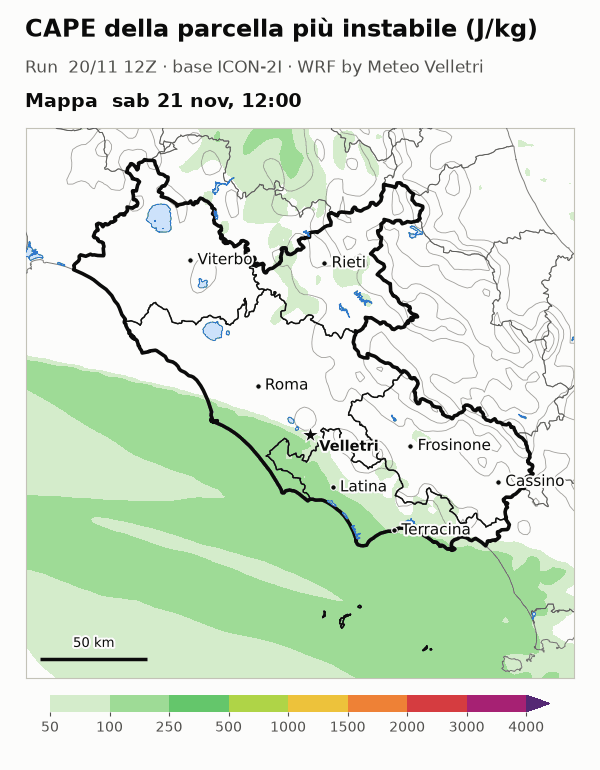 CAPE della parcella più instabile (J/kg)
Run 20/11 12Z · base ICON-2I · WRF by Meteo Velletri
Mappa sab 21 nov, 12:00
Viterbo
Rieti
Roma
Velletri
Frosinone
Latina
Cassino
Terracina
50 km
50 100 250 500 1000 1500 2000 3000 4000